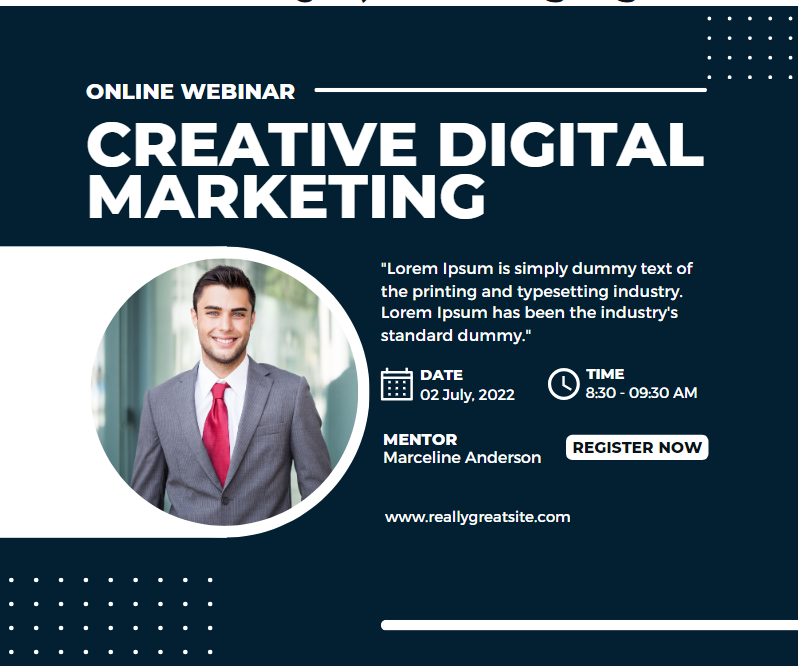 ONLINE WEBINAR
CREATIVE DIGITAL
MARKETING
"Lorem Ipsum is simply dummy text of
the printing and typesetting industry.
Lorem Ipsum has been the industry's
standard dummy."
DATE
02 July, 2022
TIME
8:30 - 09:30 AM
MENTOR
Marceline Anderson
REGISTER NOW
www.reallygreatsite.com